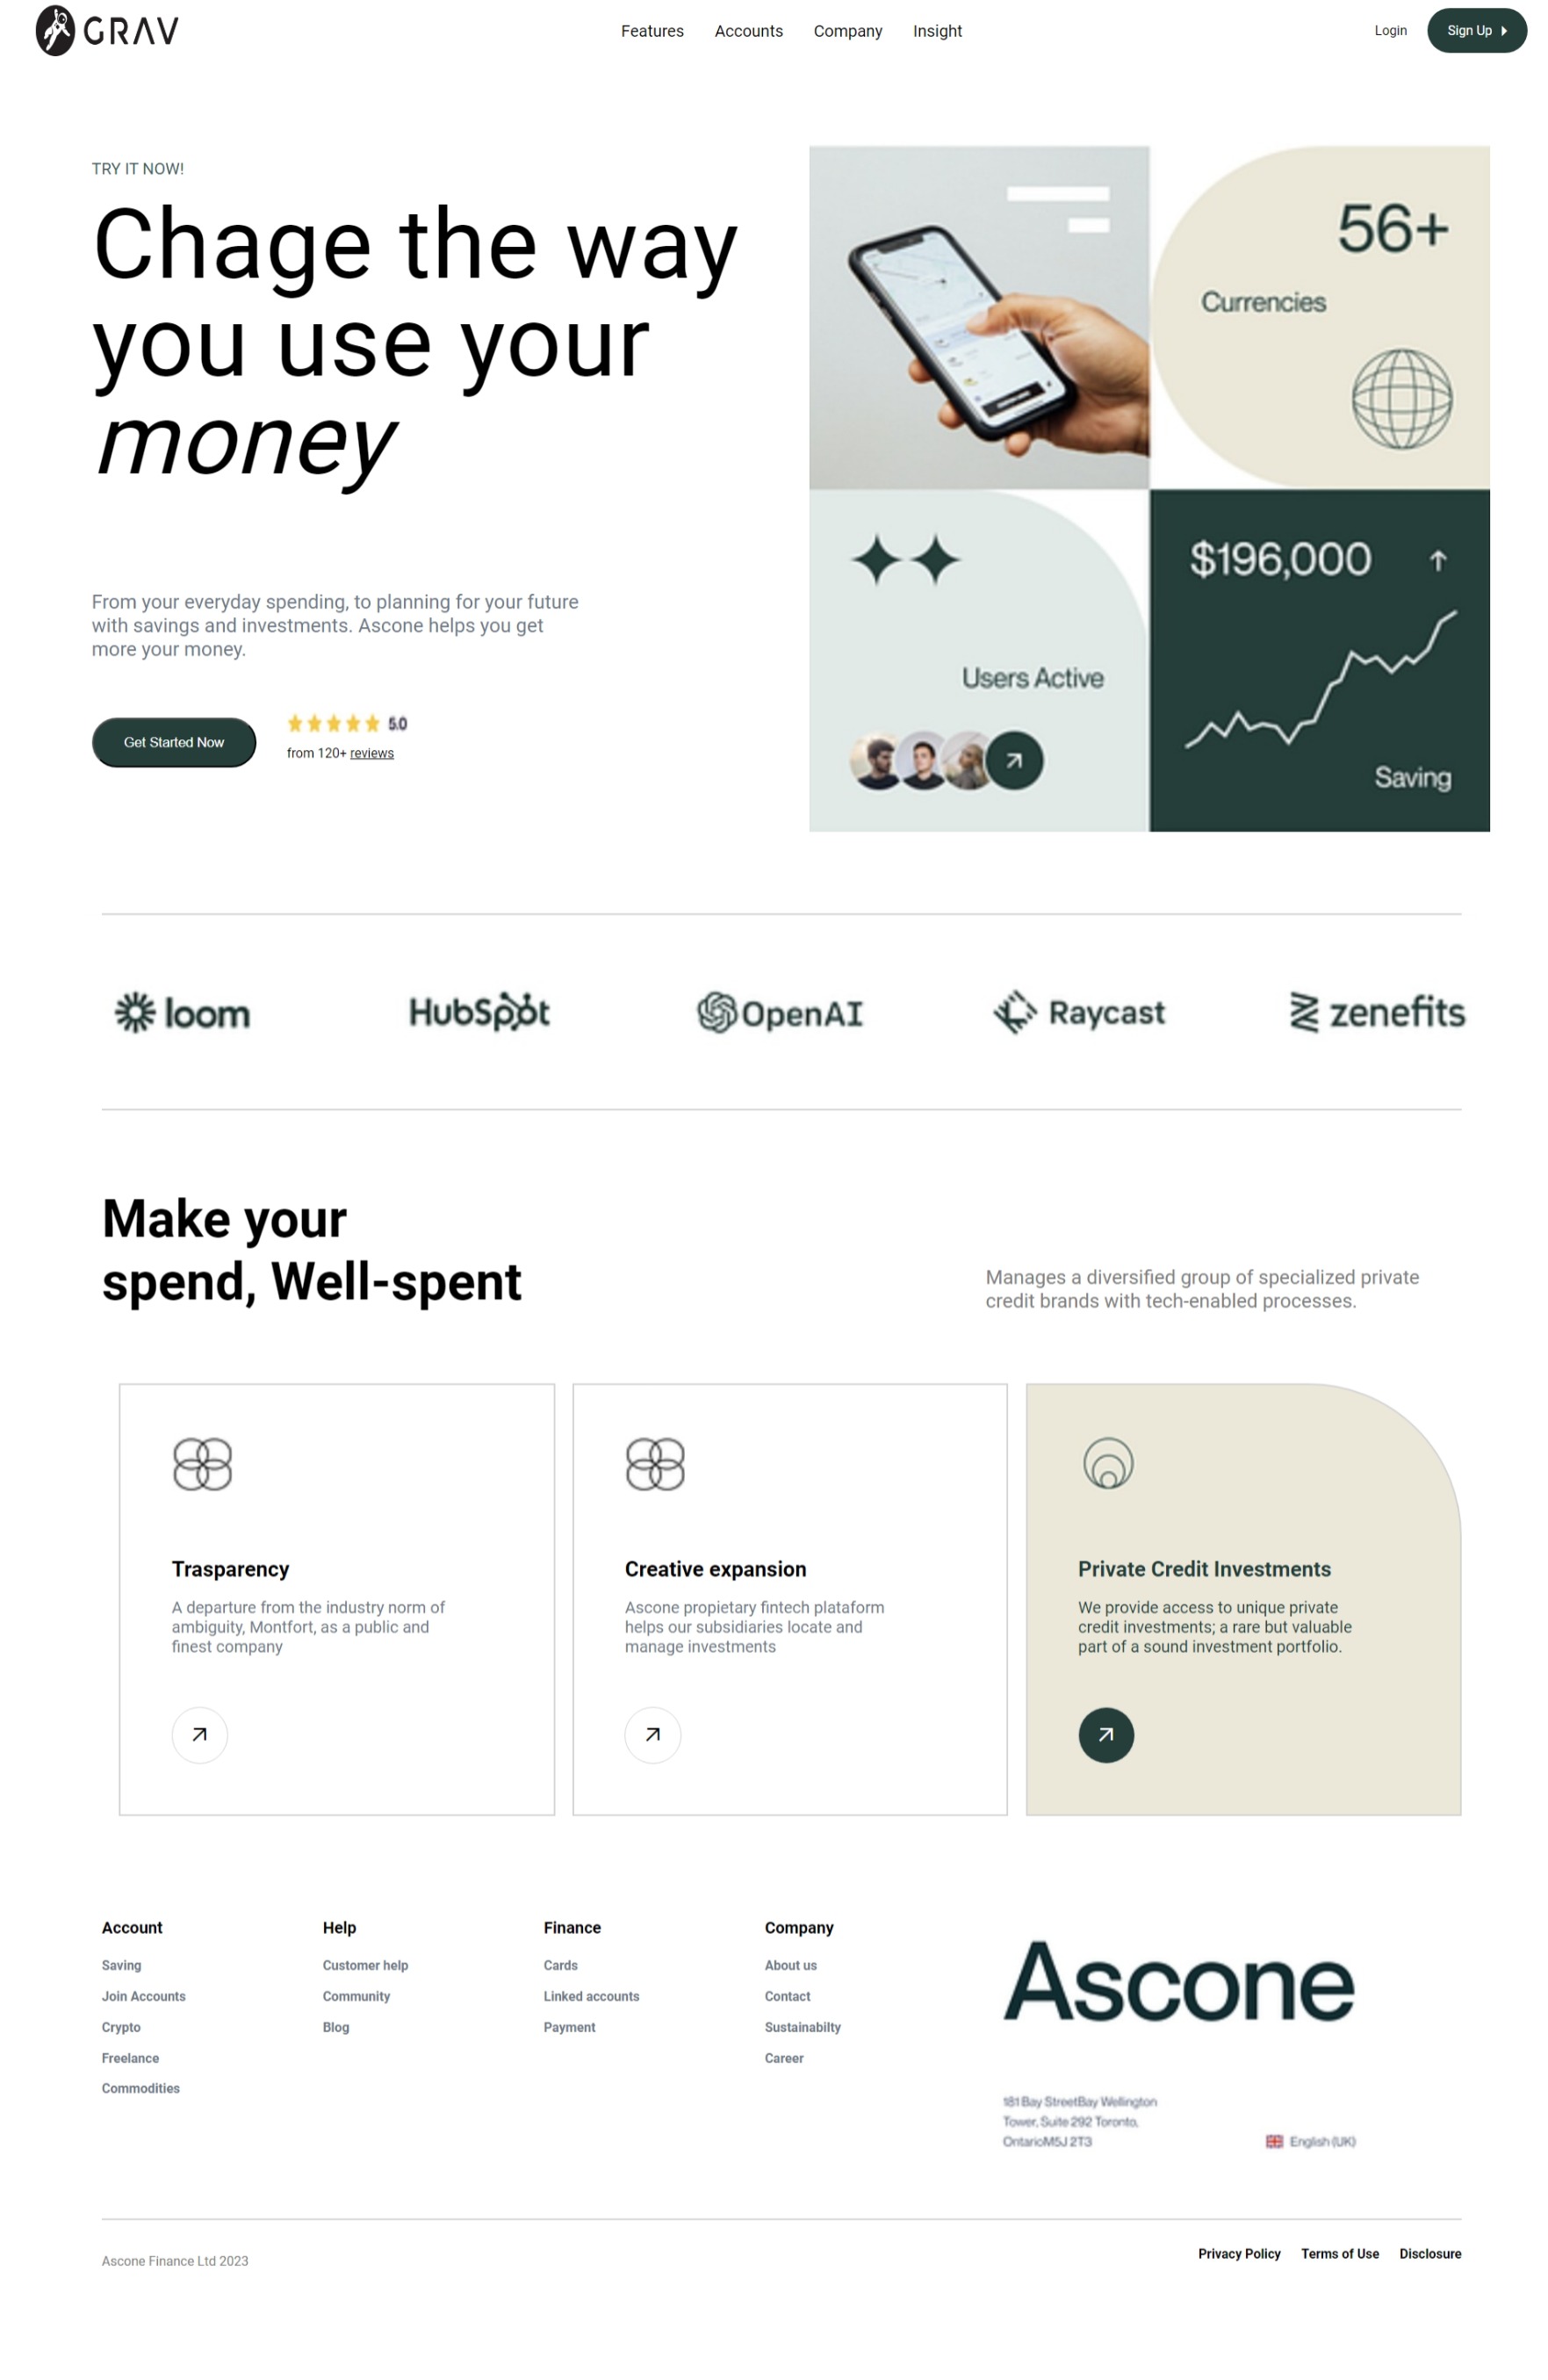 GRAV
Features Accounts Company Insight
Login Sign Up
TRY IT NOW!
Chage the way
you use your
money
From your everyday spending, to planning for your future
with savings and investments. Ascone helps you get
more your money.
Get Started Now
5.0
from 120+ reviews
56+
Currencies
Users Active
$196,000
Saving
loom
HubSpot
OpenAI
Raycast
zenefits
Make your
spend, Well-spent
Manages a diversified group of specialized private
credit brands with tech-enabled processes.
Trasparency
A departure from the industry norm of
ambiguity, Montfort, as a public and
finest company
Creative expansion
Ascone propietary fintech plataform
helps our subsidiaries locate and
manage investments
Private Credit Investments
We provide access to unique private
credit investments; a rare but valuable
part of a sound investment portfolio.
Account
Saving
Join Accounts
Crypto
Freelance
Commodities
Help
Customer help
Community
Blog
Finance
Cards
Linked accounts
Payment
Company
About us
Contact
Sustainabilty
Career
Ascone
181 Bay StreetBay Wellington
Tower, Suite 292 Toronto,
OntarioM5J 2T3
English (UK)
Ascone Finance Ltd 2023
Privacy Policy Terms of Use Disclosure